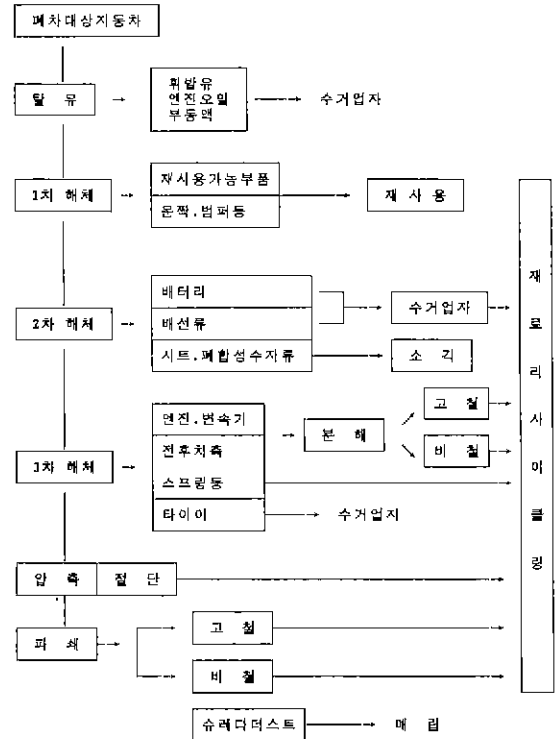 폐차대상자동차
탈 유
휘발유
엔진오일
부동액
수거업자
1차 해체
재사용가능부품
문짝.범퍼등
재 사 용
2차 해체
배터리
배선류
시트.폐합성수지류
수거업자
소 각
3차 해체
엔진.변속기
전후차축
스프링등
타이어
분 해
고 철
비 철
수거업자
압 축
절 단
파 쇄
고 철
비 철
슈레다더스트
매 립
재
료
리
사
이
클
링